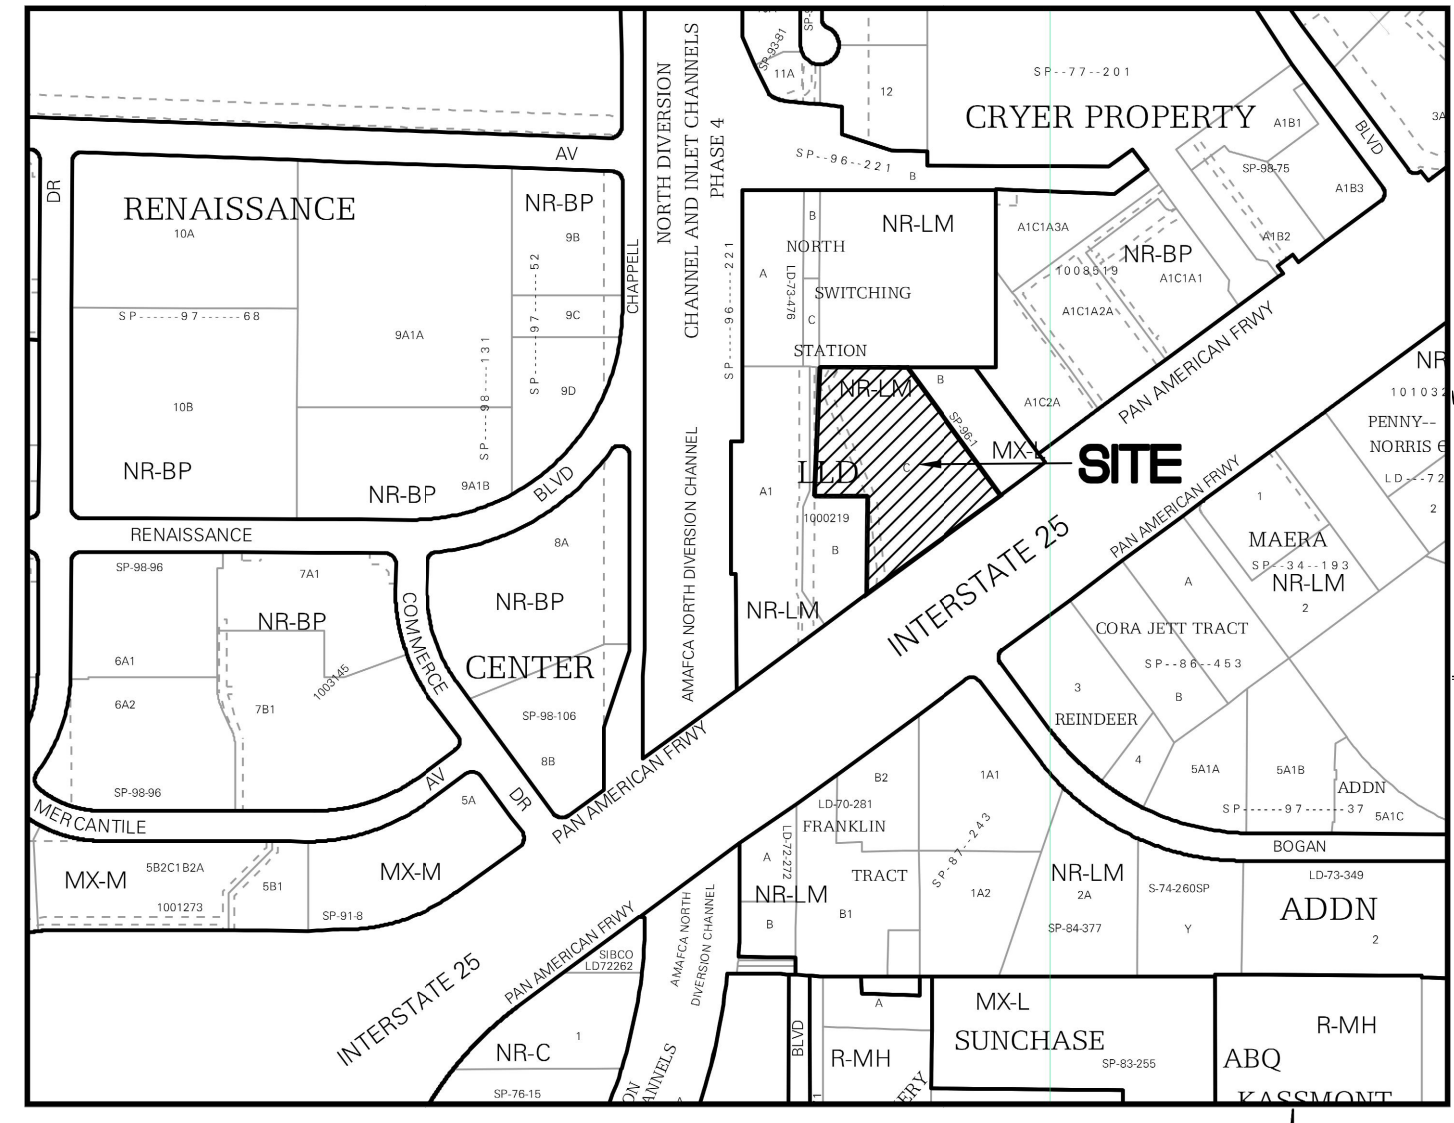 SP-93-81
11A
12
SP--77--201
CRYER PROPERTY
3A
BLVD
A1B1
SP-98-75
A1B3
A1B2
AV
DR
RENAISSANCE
10A
NR-BP
9B
SP------97------68
9A1A
SP-----97-----52
9C
9D
10B
SP-----98-----131
NR-BP
NR-BP
9A1B
CHAPPELL
BLVD
RENAISSANCE
NORTH DIVERSION
CHANNEL AND INLET CHANNELS
PHASE 4
SP--96--221
B
SP---96------221
A
B
NORTH
LD-73-476
NR-LM
SWITCHING
C
STATION
A1C1A3A
1008519
NR-BP
A1C1A1
A1C1A2A
A1C2A
PAN AMERICAN FRWY
NR-LM
B
SP-96-1
MX-L
C
LLD
SITE
A1
1000219
B
NR-LM
AMAFCA NORTH DIVERSION CHANNEL
INTERSTATE 25
PAN AMERICAN FRWY
NR
101032
PENNY--
NORRIS
LD---72
2
1
MAERA
SP--34--193
NR-LM
2
A
CORA JETT TRACT
SP--86--453
3
B
REINDEER
4
5A1A
5A1B
ADDN
SP------97------37
5A1C
SP-98-96
7A1
NR-BP
6A1
1003145
6A2
7B1
SP-98-96
COMMERCE
DR
8A
NR-BP
CENTER
SP-98-106
8B
PAN AMERICAN FRWY
MERCANTILE
AV
5A
MX-M
5B2C1B2A
5B1
MX-M
1001273
SP-91-8
B2
1A1
LD-70-281
FRANKLIN
SP--87--243
LD-72-272
A
TRACT
NR-LM
B1
1A2
B
NR-LM
2A
SP-84-377
S-74-260SP
Y
BOGAN
LD-73-349
ADDN
2
INTERSTATE 25
PAN AMERICAN FRWY
SIBCO
LD72262
AMAFCA NORTH
DIVERSION CHANNEL
1
NR-C
SP-76-15
BLVD
A
R-MH
MX-L
SUNCHASE
SP-83-255
R-MH
ABQ
KASSMONT